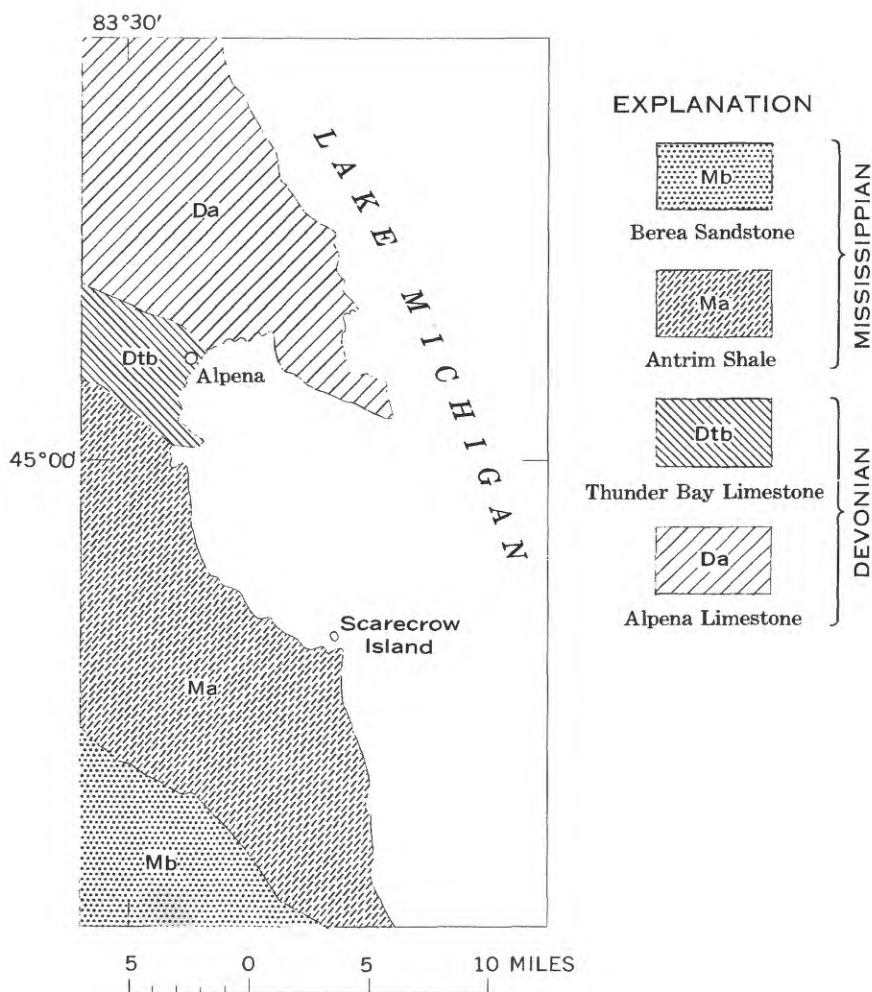 83°30'
LAKE MICHIGAN
Da
Dtb
Alpena
45°00'
Scarecrow
Island
Ma
Mb
5 0 5 10 MILES
EXPLANATION
Mb
Berea Sandstone
Ma
Antrim Shale
MISSISSIPPIAN
Dtb
Thunder Bay Limestone
Da
Alpena Limestone
DEVONIAN